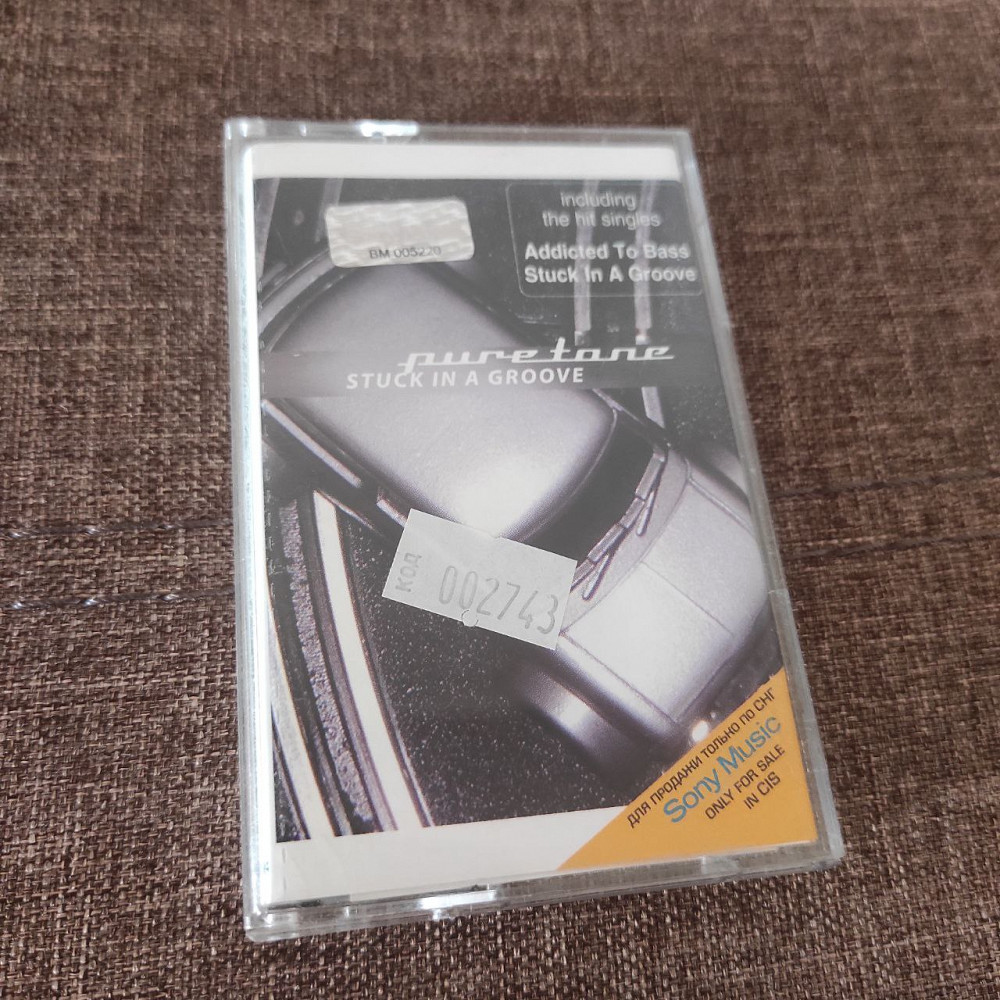 including
the hit singles
Addicted To Bass
Stuck In A Groove
BM 005220
puretone
STUCK IN A GROOVE
КОД 002743
ДЛЯ ПРОДАЖИ ТОЛЬКО ПО СНГ
Sony Music
ONLY FOR SALE
IN CIS